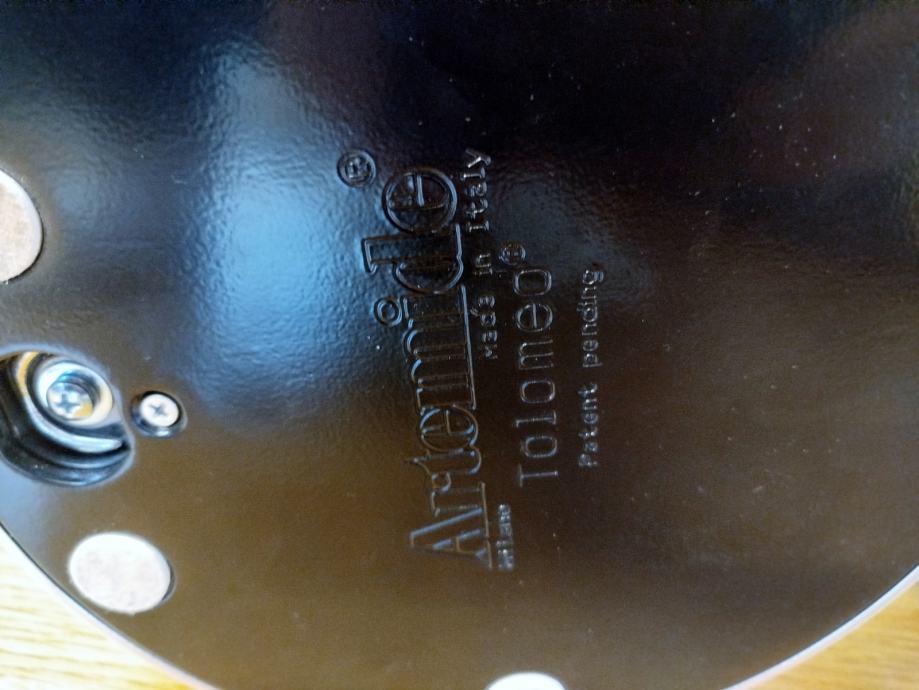 Artemide®
Milano Made in Italy
Tolomeo®
Patent pending